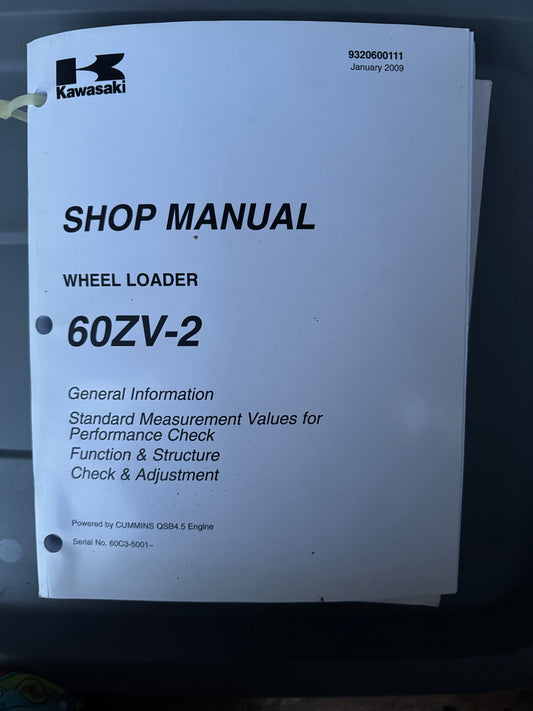 Kawasaki
9320600111
January 2009
SHOP MANUAL
WHEEL LOADER
60ZV-2
General Information
Standard Measurement Values for
Performance Check
Function & Structure
Check & Adjustment
Powered by CUMMINS QSB4.5 Engine
Serial No. 60C3-5001~